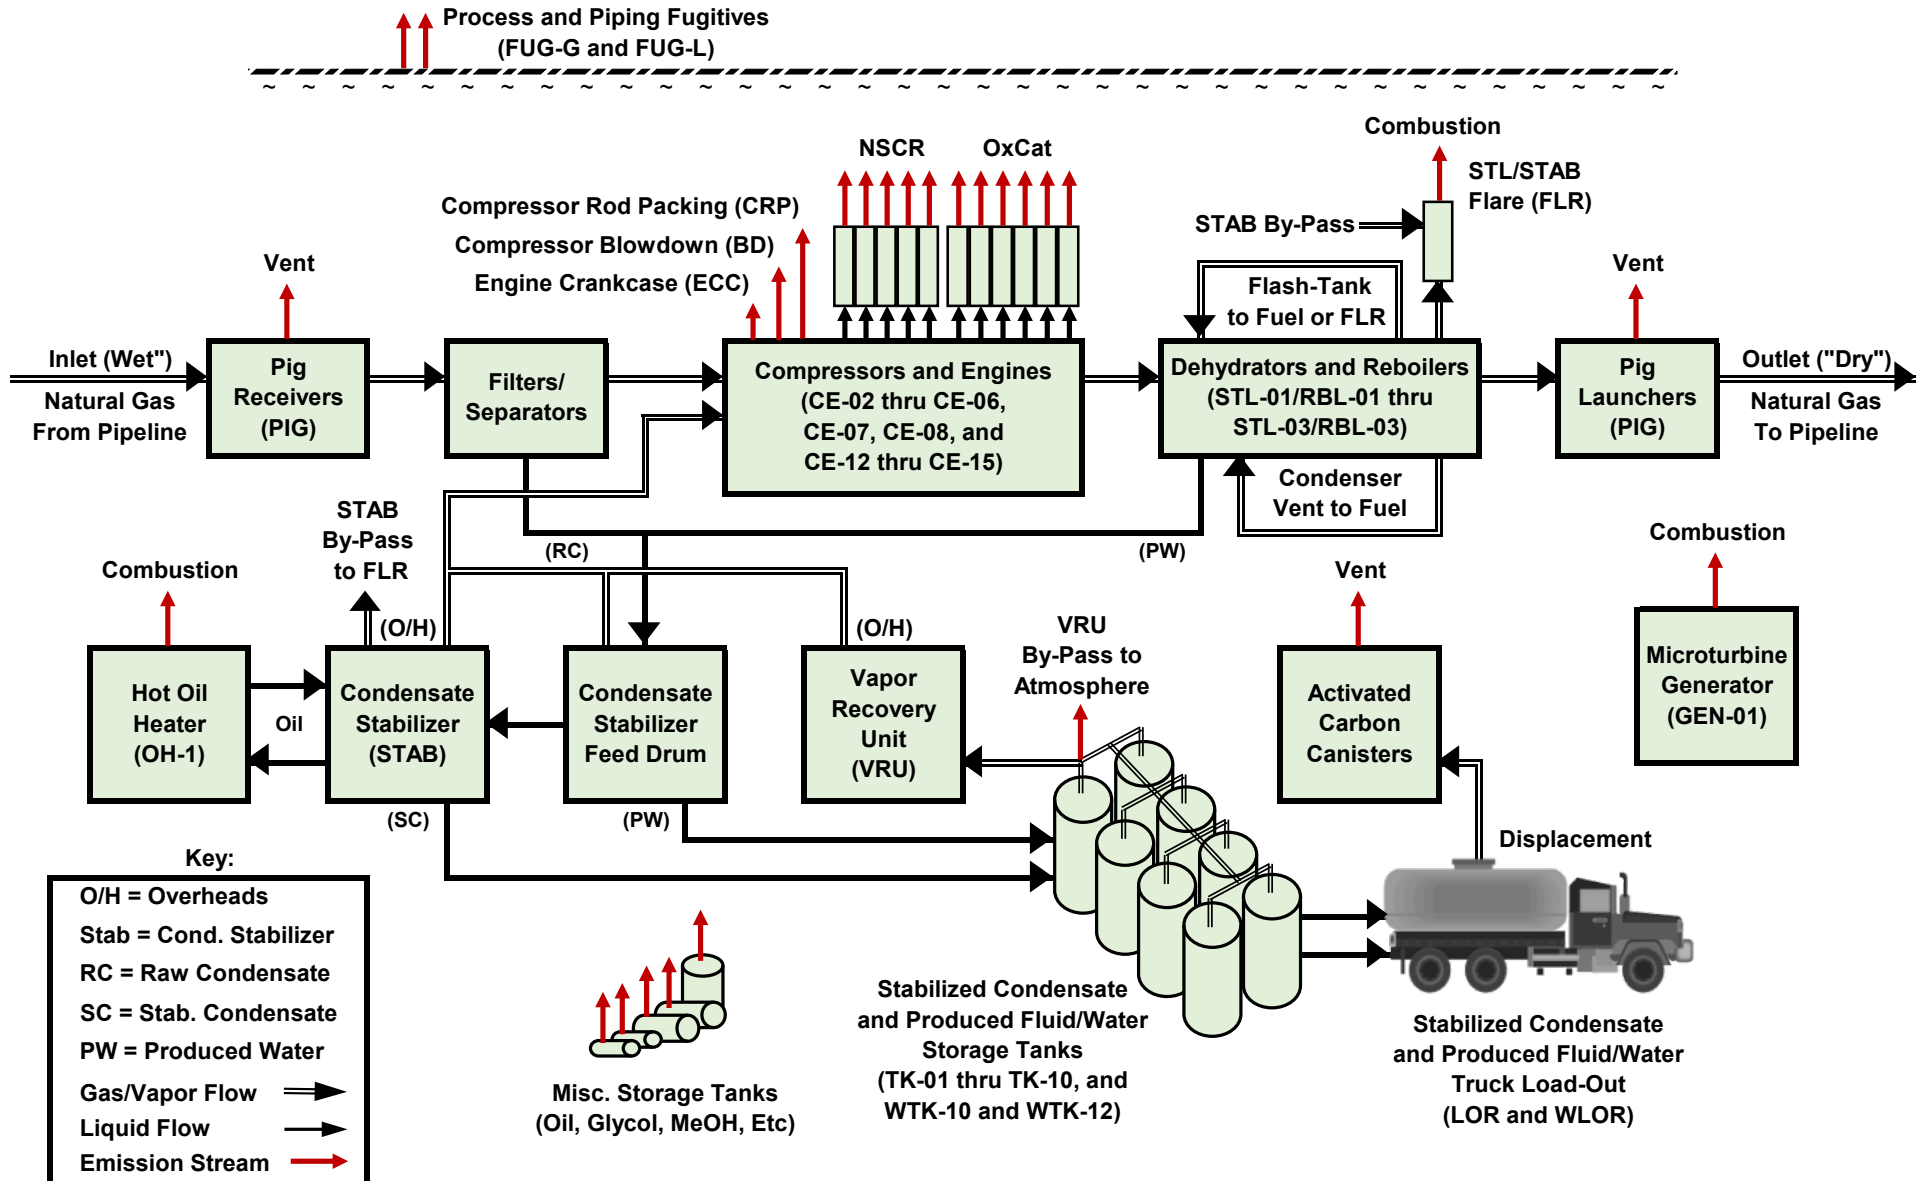 Process and Piping Fugitives
(FUG-G and FUG-L)
~ ~ ~ ~ ~ ~ ~ ~ ~ ~ ~ ~ ~ ~ ~ ~ ~ ~ ~ ~ ~ ~ ~ ~ ~ ~ ~ ~ ~ ~ ~ ~ ~ ~ ~ ~
NSCR
OxCat
Combustion
STL/STAB
Flare (FLR)
STAB By-Pass
Compressor Rod Packing (CRP)
Compressor Blowdown (BD)
Engine Crankcase (ECC)
Vent
Flash-Tank
to Fuel or FLR
Vent
Inlet (Wet")
Natural Gas
From Pipeline
Pig
Receivers
(PIG)
Filters/
Separators
Compressors and Engines
(CE-02 thru CE-06,
CE-07, CE-08, and
CE-12 thru CE-15)
Dehydrators and Reboilers
(STL-01/RBL-01 thru
STL-03/RBL-03)
Pig
Launchers
(PIG)
Outlet ("Dry")
Natural Gas
To Pipeline
Condenser
Vent to Fuel
STAB
By-Pass
to FLR
(RC)
(PW)
Combustion
(O/H)
(O/H)
VRU
By-Pass to
Atmosphere
Vent
Combustion
Hot Oil
Heater
(OH-1)
Oil
Condensate
Stabilizer
(STAB)
Condensate
Stabilizer
Feed Drum
Vapor
Recovery
Unit
(VRU)
Activated
Carbon
Canisters
Microturbine
Generator
(GEN-01)
(SC)
(PW)
Displacement
Key:
O/H = Overheads
Stab = Cond. Stabilizer
RC = Raw Condensate
SC = Stab. Condensate
PW = Produced Water
Gas/Vapor Flow
Liquid Flow
Emission Stream
Misc. Storage Tanks
(Oil, Glycol, MeOH, Etc)
Stabilized Condensate
and Produced Fluid/Water
Storage Tanks
(TK-01 thru TK-10, and
WTK-10 and WTK-12)
Stabilized Condensate
and Produced Fluid/Water
Truck Load-Out
(LOR and WLOR)